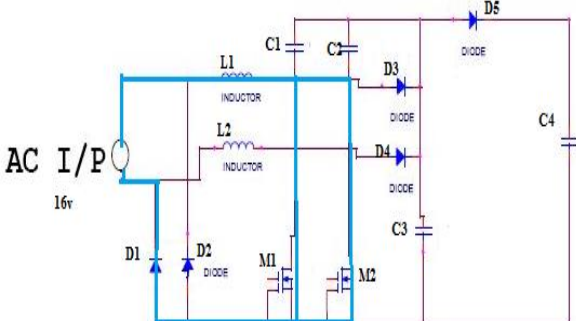 D5
C1
C2
DIODE
L1
D3
INDUCTOR
DIODE
C4
L2
AC I/P
D4
INDUCTOR
DIODE
16v
C3
D1
D2
DIODE
M1
M2